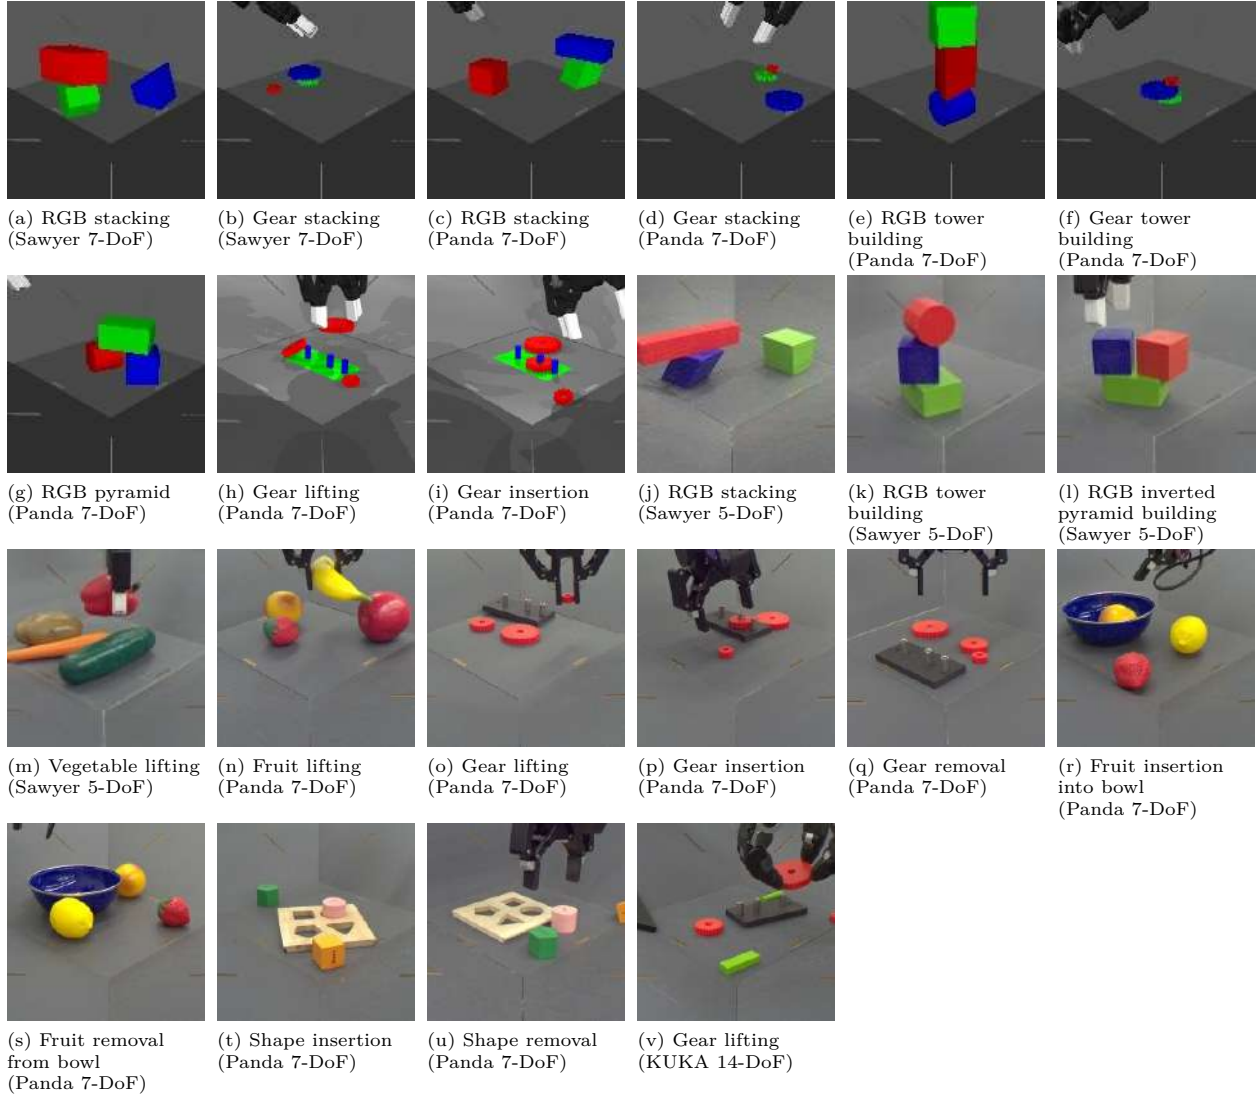 (a) RGB stacking
(Sawyer 7-DoF)
(b) Gear stacking
(Sawyer 7-DoF)
(c) RGB stacking
(Panda 7-DoF)
(d) Gear stacking
(Panda 7-DoF)
(e) RGB tower
building
(Panda 7-DoF)
(f) Gear tower
building
(Panda 7-DoF)
(g) RGB pyramid
(Panda 7-DoF)
(h) Gear lifting
(Panda 7-DoF)
(i) Gear insertion
(Panda 7-DoF)
(j) RGB stacking
(Sawyer 5-DoF)
(k) RGB tower
building
(Sawyer 5-DoF)
(l) RGB inverted
pyramid building
(Sawyer 5-DoF)
(m) Vegetable lifting
(Sawyer 5-DoF)
(n) Fruit lifting
(Panda 7-DoF)
(o) Gear lifting
(Panda 7-DoF)
(p) Gear insertion
(Panda 7-DoF)
(q) Gear removal
(Panda 7-DoF)
(r) Fruit insertion
into bowl
(Panda 7-DoF)
(s) Fruit removal
from bowl
(Panda 7-DoF)
(t) Shape insertion
(Panda 7-DoF)
(u) Shape removal
(Panda 7-DoF)
(v) Gear lifting
(KUKA 14-DoF)